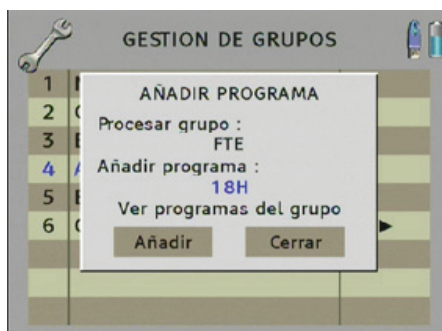 GESTION DE GRUPOS
AÑADIR PROGRAMA
Procesar grupo :
FTE
Añadir programa :
18H
Ver programas del grupo
Añadir
Cerrar
1
2
3
4
5
6